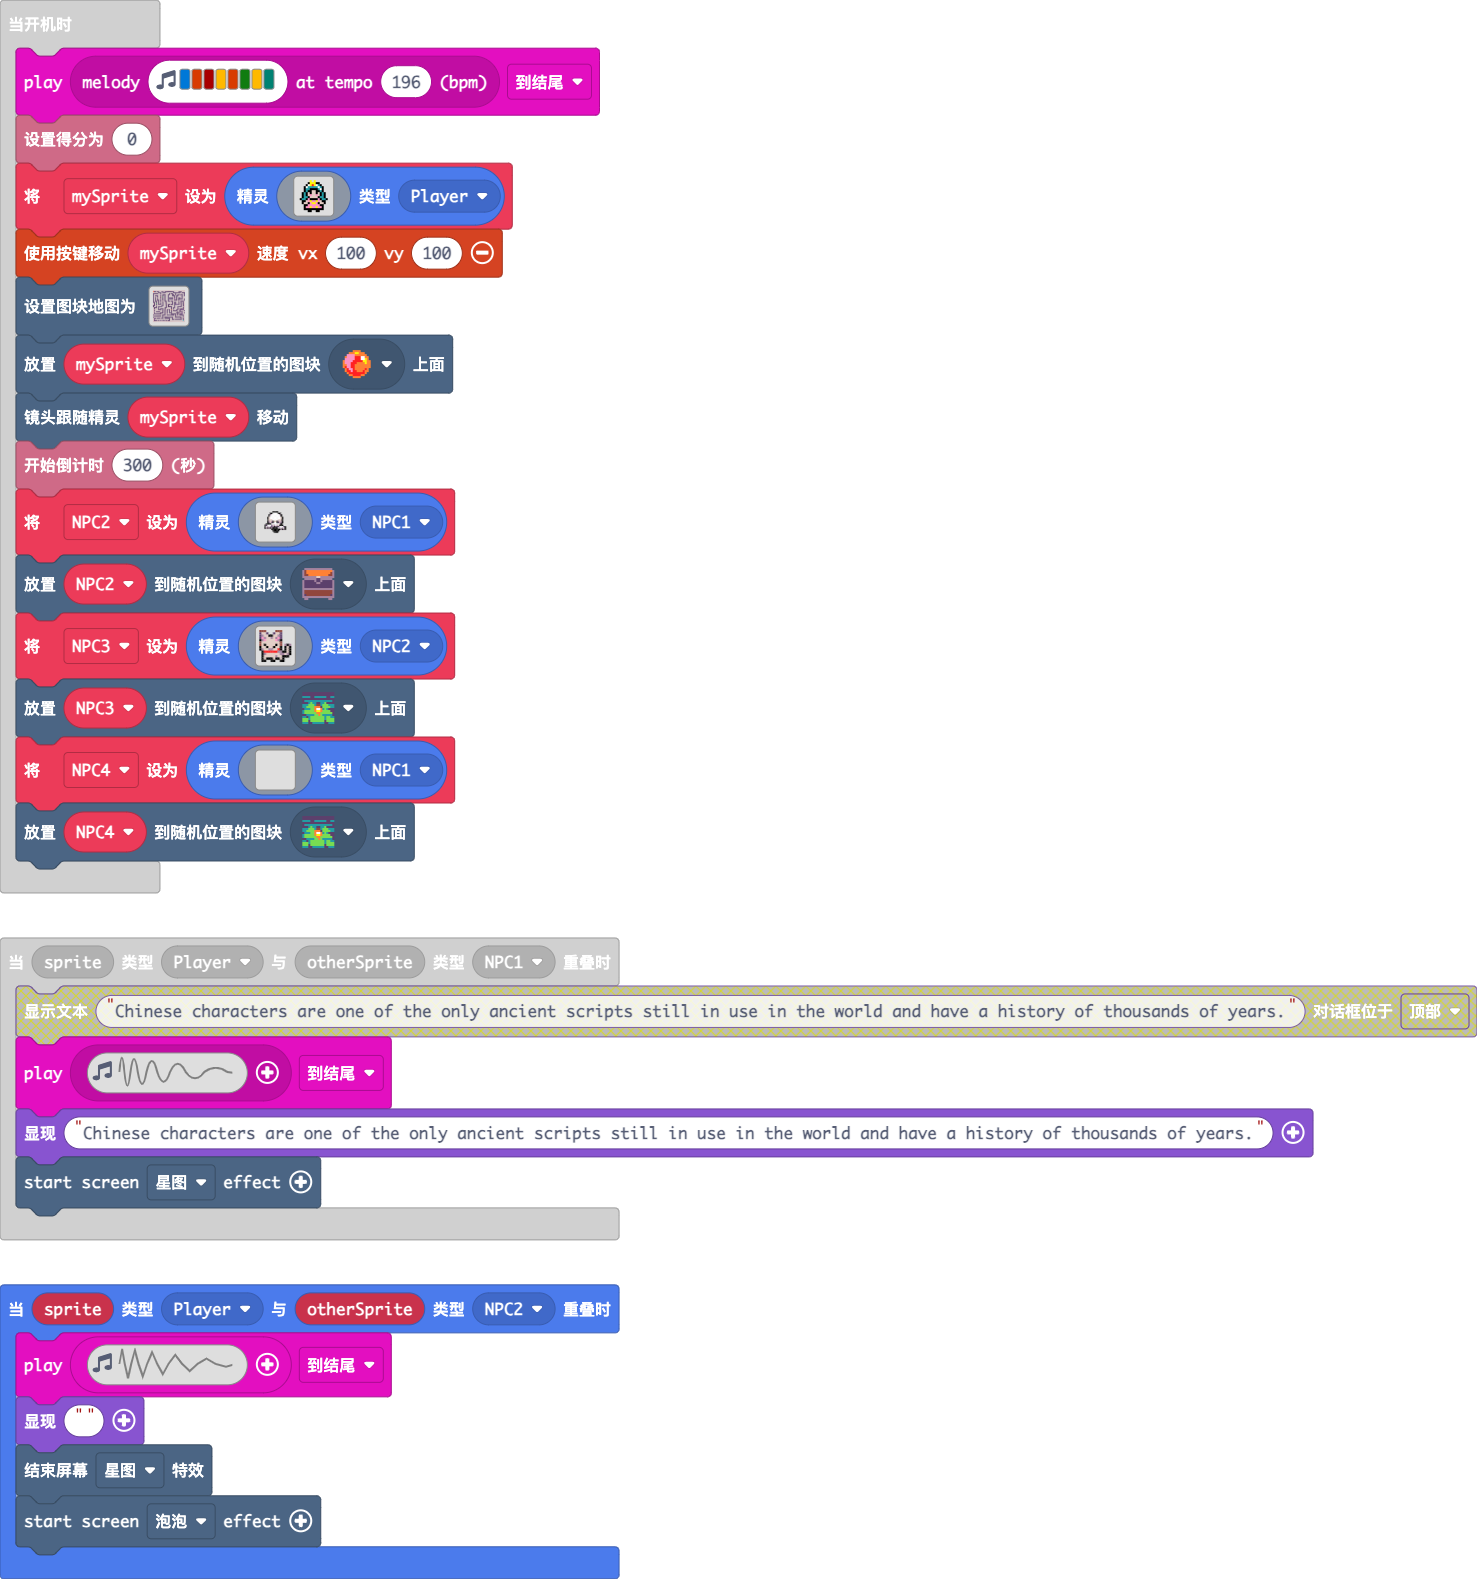 当开机时
play melody at tempo 196 (bpm) 到结尾
设置得分为 0
将 mySprite 设为 精灵 类型 Player
使用按键移动 mySprite 速度 vx 100 vy 100
设置图块地图为
放置 mySprite 到随机位置的图块 上面
镜头跟随精灵 mySprite 移动
开始倒计时 300 (秒)
将 NPC2 设为 精灵 类型 NPC1
放置 NPC2 到随机位置的图块 上面
将 NPC3 设为 精灵 类型 NPC2
放置 NPC3 到随机位置的图块 上面
将 NPC4 设为 精灵 类型 NPC1
放置 NPC4 到随机位置的图块 上面
当 sprite 类型 Player 与 otherSprite 类型 NPC1 重叠时
显示文本 "Chinese characters are one of the only ancient scripts still in use in the world and have a history of thousands of years." 对话框位于 顶部
play 到结尾
显现 "Chinese characters are one of the only ancient scripts still in use in the world and have a history of thousands of years."
start screen 星图 effect
当 sprite 类型 Player 与 otherSprite 类型 NPC2 重叠时
play 到结尾
显现 " "
结束屏幕 星图 特效
start screen 泡泡 effect